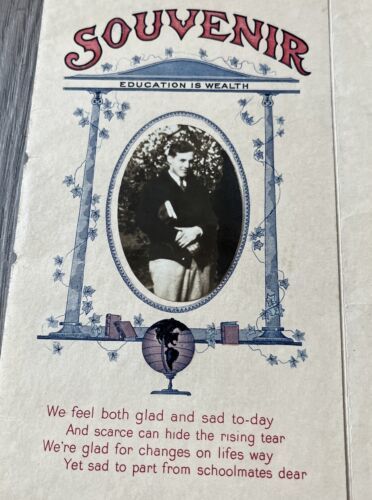 SOUVENIR
EDUCATION IS WEALTH
We feel both glad and sad to-day
And scarce can hide the rising tear
We're glad for changes on lifes way
Yet sad to part from schoolmates dear